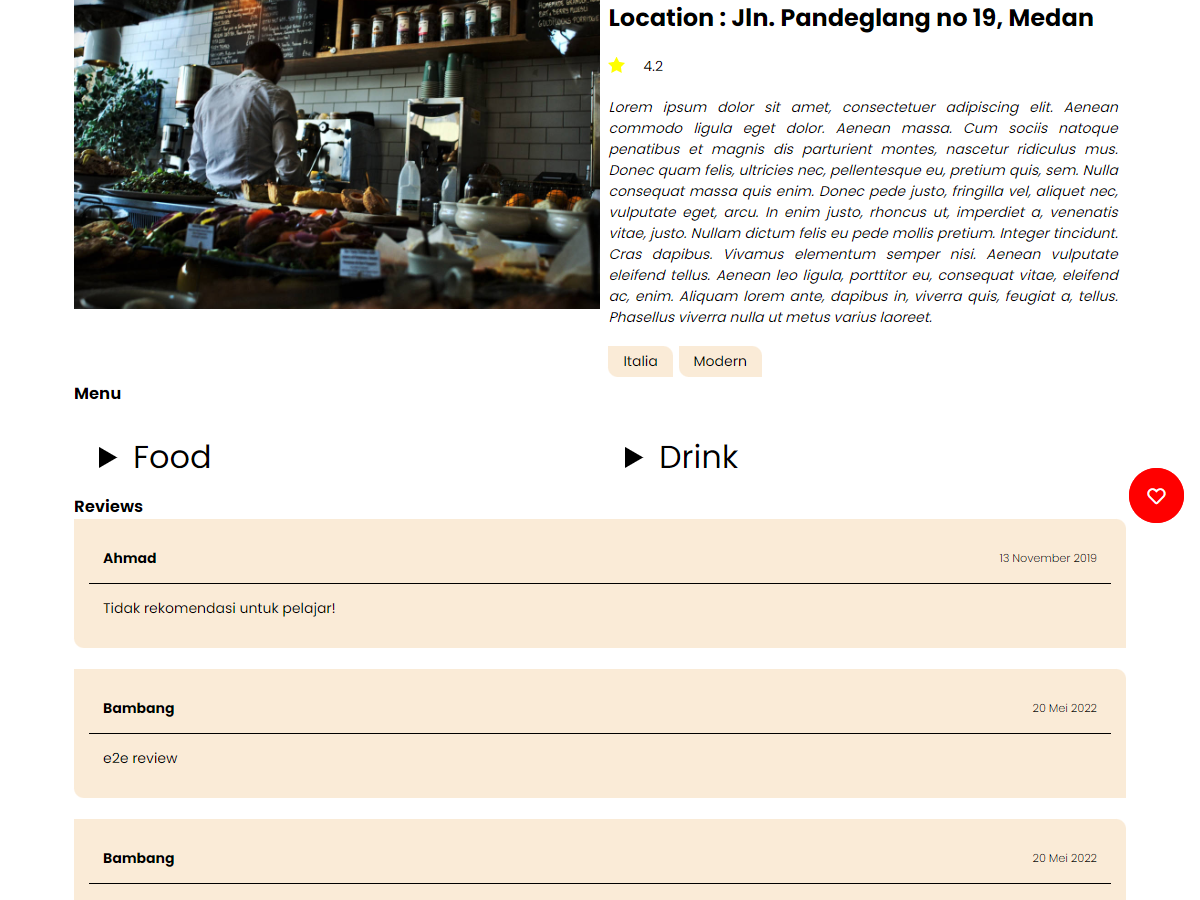 Location : Jln. Pandeglang no 19, Medan
4.2
Lorem ipsum dolor sit amet, consectetuer adipiscing elit. Aenean
commodo ligula eget dolor. Aenean massa. Cum sociis natoque
penatibus et magnis dis parturient montes, nascetur ridiculus mus.
Donec quam felis, ultricies nec, pellentesque eu, pretium quis, sem. Nulla
consequat massa quis enim. Donec pede justo, fringilla vel, aliquet nec,
vulputate eget, arcu. In enim justo, rhoncus ut, imperdiet a, venenatis
vitae, justo. Nullam dictum felis eu pede mollis pretium. Integer tincidunt.
Cras dapibus. Vivamus elementum semper nisi. Aenean vulputate
eleifend tellus. Aenean leo ligula, porttitor eu, consequat vitae, eleifend
ac, enim. Aliquam lorem ante, dapibus in, viverra quis, feugiat a, tellus.
Phasellus viverra nulla ut metus varius laoreet.
Italia
Modern
Menu
Food
Drink
Reviews
Ahmad
13 November 2019
Tidak rekomendasi untuk pelajar!
Bambang
20 Mei 2022
e2e review
Bambang
20 Mei 2022